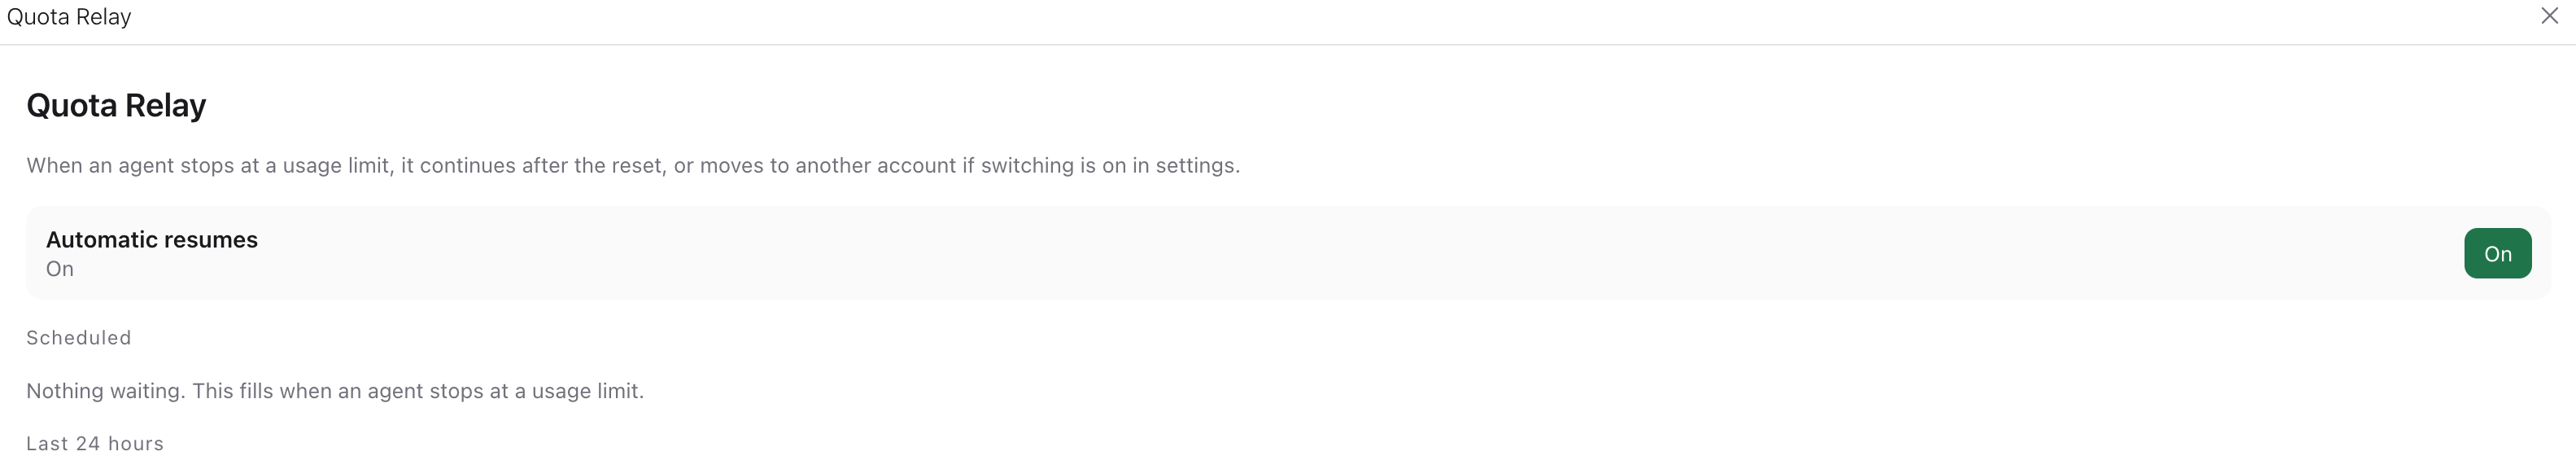 Quota Relay
Quota Relay
When an agent stops at a usage limit, it continues after the reset, or moves to another account if switching is on in settings.
Automatic resumes
On
On
Scheduled
Nothing waiting. This fills when an agent stops at a usage limit.
Last 24 hours